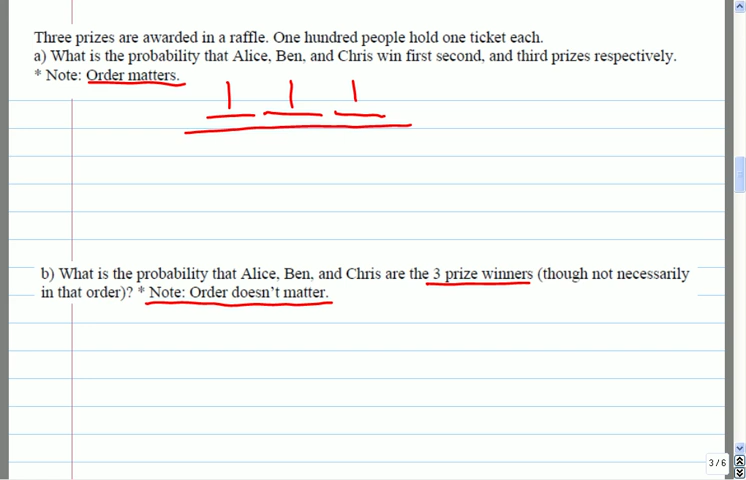 Three prizes are awarded in a raffle. One hundred people hold one ticket each.
a) What is the probability that Alice, Ben, and Chris win first second, and third prizes respectively.
* Note: Order matters.
1 1 1
b) What is the probability that Alice, Ben, and Chris are the 3 prize winners (though not necessarily
in that order)? * Note: Order doesn't matter.
3 / 6